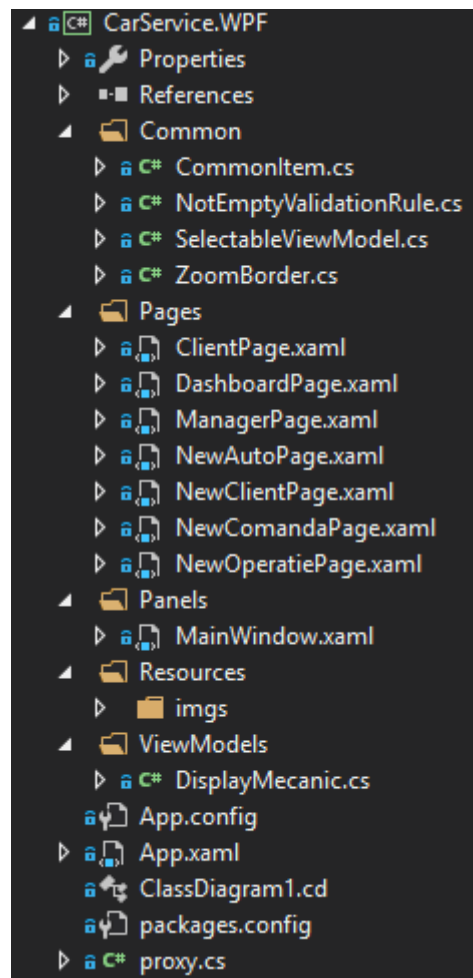 C# CarService.WPF
Properties
References
Common
C# CommonItem.cs
C# NotEmptyValidationRule.cs
C# SelectableViewModel.cs
C# ZoomBorder.cs
Pages
ClientPage.xaml
DashboardPage.xaml
ManagerPage.xaml
NewAutoPage.xaml
NewClientPage.xaml
NewComandaPage.xaml
NewOperatiePage.xaml
Panels
MainWindow.xaml
Resources
imgs
ViewModels
C# DisplayMecanic.cs
App.config
App.xaml
ClassDiagram1.cd
packages.config
C# proxy.cs